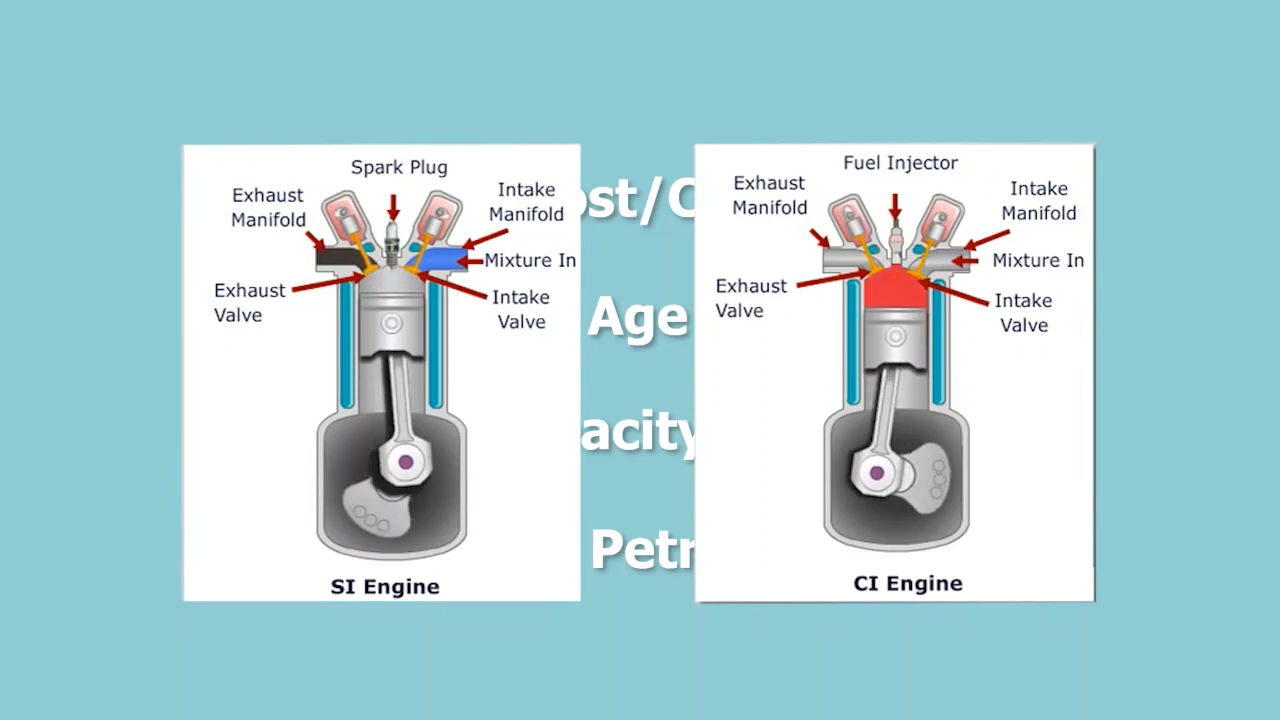 Spark Plug
Exhaust
Manifold
Intake
Manifold
Mixture In
Exhaust
Valve
Intake
Valve
SI Engine
Age
Fuel Injector
Exhaust
Manifold
Intake
Manifold
Mixture In
Exhaust
Valve
Intake
Valve
CI Engine